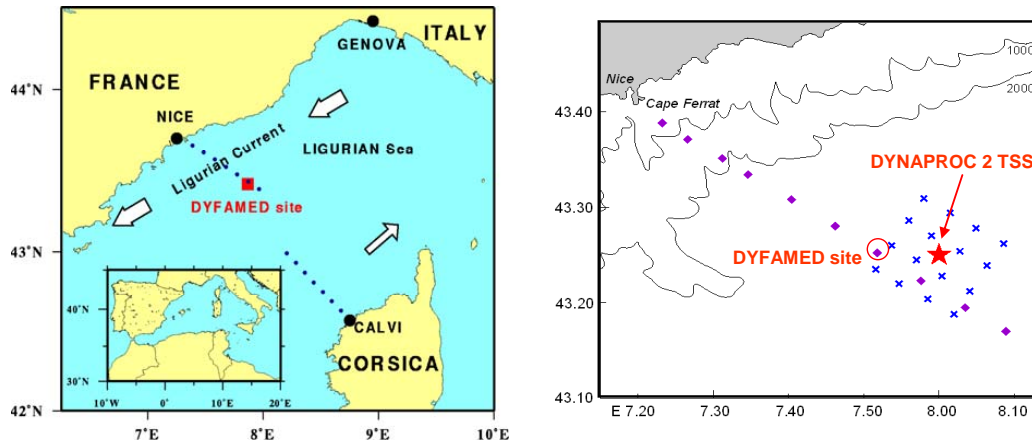 ITALY
GENOVA
FRANCE
44°N
NICE
Ligurian Current
LIGURIAN Sea
DYFAMED site
43°N
CALVI
CORSICA
40°N
30°N
10°W
0°E
10°E
20°E
42°N
7°E
8°E
9°E
10°E
1000
2000
Nice
Cape Ferrat
43.40
DYNAPROC 2 TSS
43.30
DYFAMED site
43.20
43.10
E 7.20
7.30
7.40
7.50
8.00
8.10